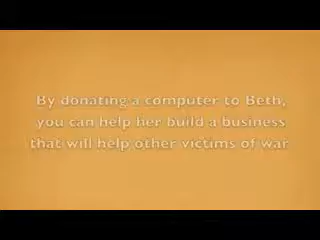 By donating a computer to Beth,
you can help her build a business
that will help other victims of war